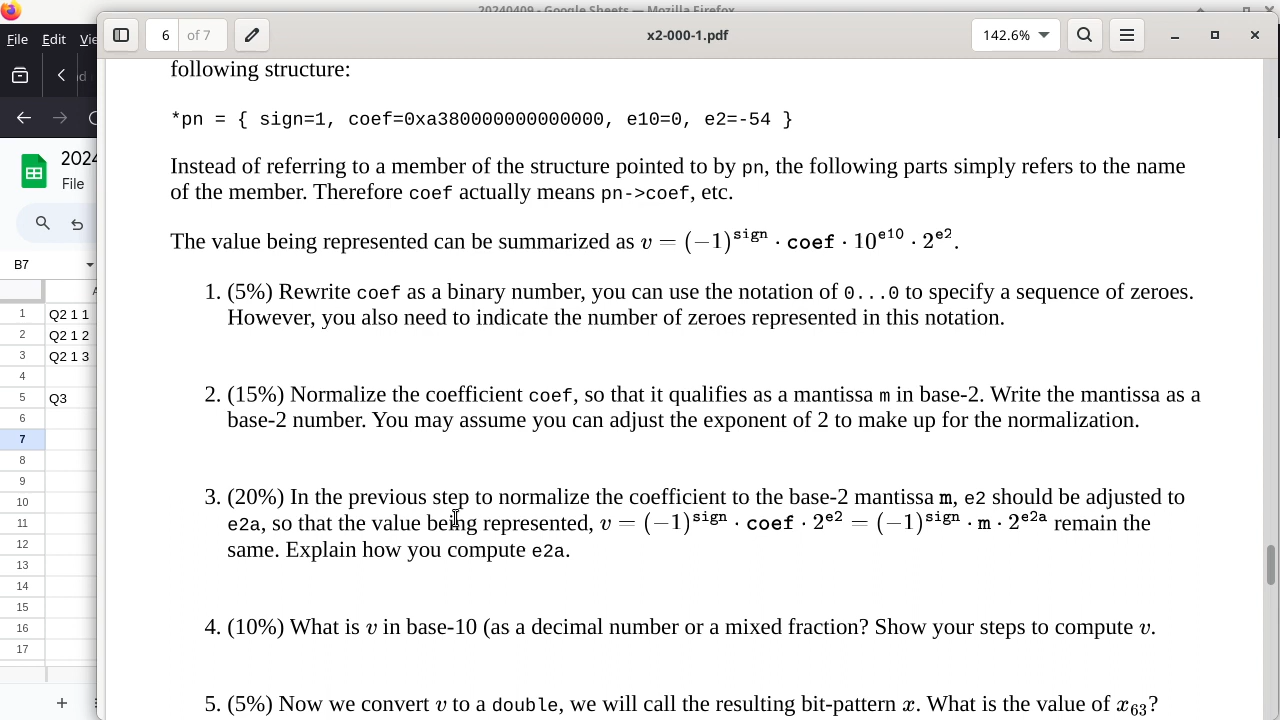 20240409 - Google Sheets — Mozilla Firefox
File Edit
6 of 7
x2-000-1.pdf
142.6%
2024
File
B7
1 Q2 1 1
2 Q2 1 2
3 Q2 1 3
4
5 Q3
6
7
8
9
10
11
12
13
14
15
16
17
following structure:
*pn = { sign=1, coef=0xa380000000000000, e10=0, e2=-54 }
Instead of referring to a member of the structure pointed to by pn, the following parts simply refers to the name
of the member. Therefore coef actually means pn->coef, etc.
The value being represented can be summarized as v = (−1)^sign · coef · 10^e10 · 2^e2.
1. (5%) Rewrite coef as a binary number, you can use the notation of 0...0 to specify a sequence of zeroes.
However, you also need to indicate the number of zeroes represented in this notation.
2. (15%) Normalize the coefficient coef, so that it qualifies as a mantissa m in base-2. Write the mantissa as a
base-2 number. You may assume you can adjust the exponent of 2 to make up for the normalization.
3. (20%) In the previous step to normalize the coefficient to the base-2 mantissa m, e2 should be adjusted to
e2a, so that the value being represented, v = (−1)^sign · coef · 2^e2 = (−1)^sign · m · 2^e2a remain the
same. Explain how you compute e2a.
4. (10%) What is v in base-10 (as a decimal number or a mixed fraction? Show your steps to compute v.
5. (5%) Now we convert v to a double, we will call the resulting bit-pattern x. What is the value of x₆₃?